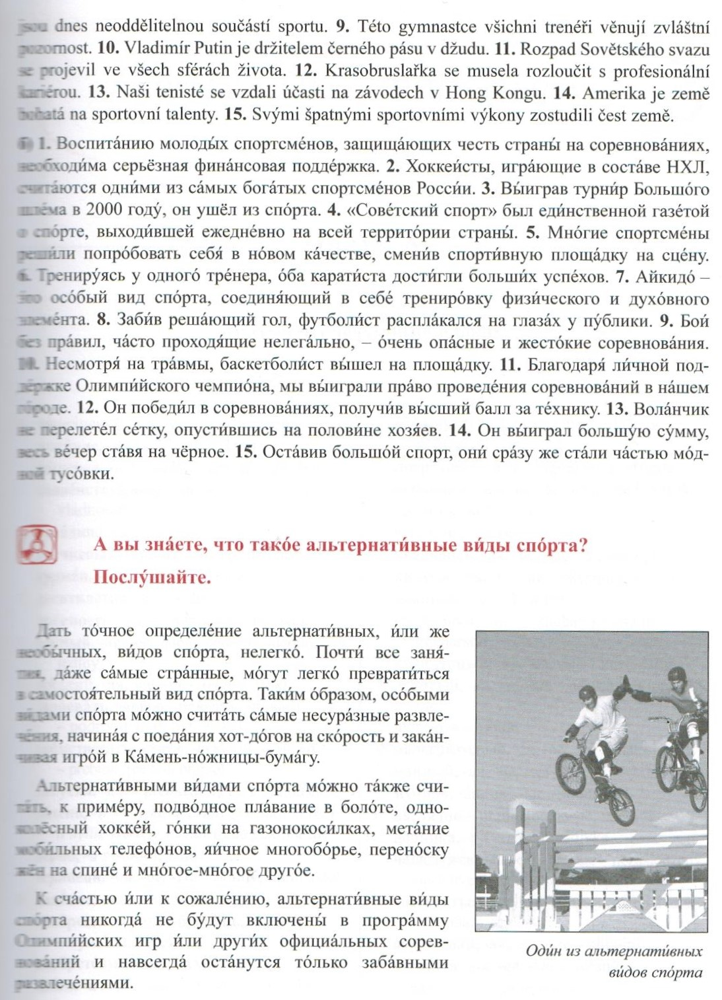 jsou dnes neoddělitelnou součástí sportu. 9. Této gymnastce všichni trenéři věnují zvláštní
pozornost. 10. Vladimír Putin je držitelem černého pásu v džudu. 11. Rozpad Sovětského svazu
se projevil ve všech sférách života. 12. Krasobruslařka se musela rozloučit s profesionální
kariérou. 13. Naši tenisté se vzdali účasti na závodech v Hong Kongu. 14. Amerika je země
bohatá na sportovní talenty. 15. Svými špatnými sportovními výkony zostudili čest země.
б) 1. Воспита́нию молоды́х спортсме́нов, защища́ющих честь страны́ на соревнова́ниях,
необходи́ма серьёзная фина́нсовая подде́ржка. 2. Хоккеи́сты, игра́ющие в соста́ве НХЛ,
счита́ются одни́ми из са́мых бога́тых спортсме́нов Росси́и. 3. Вы́играв турни́р Большо́го
шле́ма в 2000 году́, он ушёл из спо́рта. 4. «Сове́тский спорт» был еди́нственной газе́той
о спо́рте, выходи́вшей ежедне́вно на всей террито́рии страны́. 5. Мно́гие спортсме́ны
реши́ли попро́бовать себя́ в но́вом ка́честве, смени́в спорти́вную площа́дку на сце́ну.
6. Трениру́ясь у одного́ тре́нера, о́ба карати́ста дости́гли больши́х успе́хов. 7. Айкидо́ –
это осо́бый вид спо́рта, соединя́ющий в себе́ трениро́вку физи́ческого и духо́вного
элеме́нта. 8. Заби́в реша́ющий гол, футболи́ст распла́кался на глаза́х у пу́блики. 9. Бои́
без пра́вил, ча́сто проходя́щие нелега́льно, – о́чень опа́сные и жесто́кие соревнова́ния.
10. Несмотря́ на тра́вмы, баскетболи́ст вы́шел на площа́дку. 11. Благодаря́ ли́чной под-
де́ржке Олимпи́йского чемпио́на, мы вы́играли пра́во проведе́ния соревнова́ний в на́шем
го́роде. 12. Он победи́л в соревнова́ниях, получи́в вы́сший балл за те́хнику. 13. Вола́нчик
не перелете́л се́тку, опусти́вшись на полови́не хозя́ев. 14. Он вы́играл большу́ю су́мму,
весь ве́чер ста́вя на чёрное. 15. Оста́вив большо́й спорт, они́ сра́зу же ста́ли ча́стью мо́д-
ной тусо́вки.
А вы зна́ете, что тако́е альтернати́вные ви́ды спо́рта?
Послу́шайте.
Дать то́чное определе́ние альтернати́вных, и́ли же
необы́чных, ви́дов спо́рта, нелегко́. Почти́ все заня́-
тия, да́же са́мые стра́нные, мо́гут легко́ преврати́ться
в самостоя́тельный вид спо́рта. Таки́м о́бразом, осо́быми
ви́дами спо́рта мо́жно счита́ть са́мые несура́зные развле-
че́ния, начина́я с поеда́ния хот-до́гов на ско́рость и зака́н-
чивая игро́й в Ка́мень-но́жницы-бума́гу.
Альтернати́вными ви́дами спо́рта мо́жно та́кже счи-
та́ть, к приме́ру, подво́дное пла́вание в боло́те, одно-
колёсный хокке́й, го́нки на газонокоси́лках, мета́ние
моби́льных телефо́нов, яи́чное многобо́рье, перено́ску
жён на спине́ и мно́гое-мно́гое друго́е.
К сча́стью и́ли к сожале́нию, альтернати́вные ви́ды
спо́рта никогда́ не бу́дут включены́ в програ́мму
Олимпи́йских игр и́ли други́х официа́льных сорев-
нова́ний и навсегда́ оста́нутся то́лько заба́вными
развлече́ниями.
Оди́н из альтернати́вных
ви́дов спо́рта